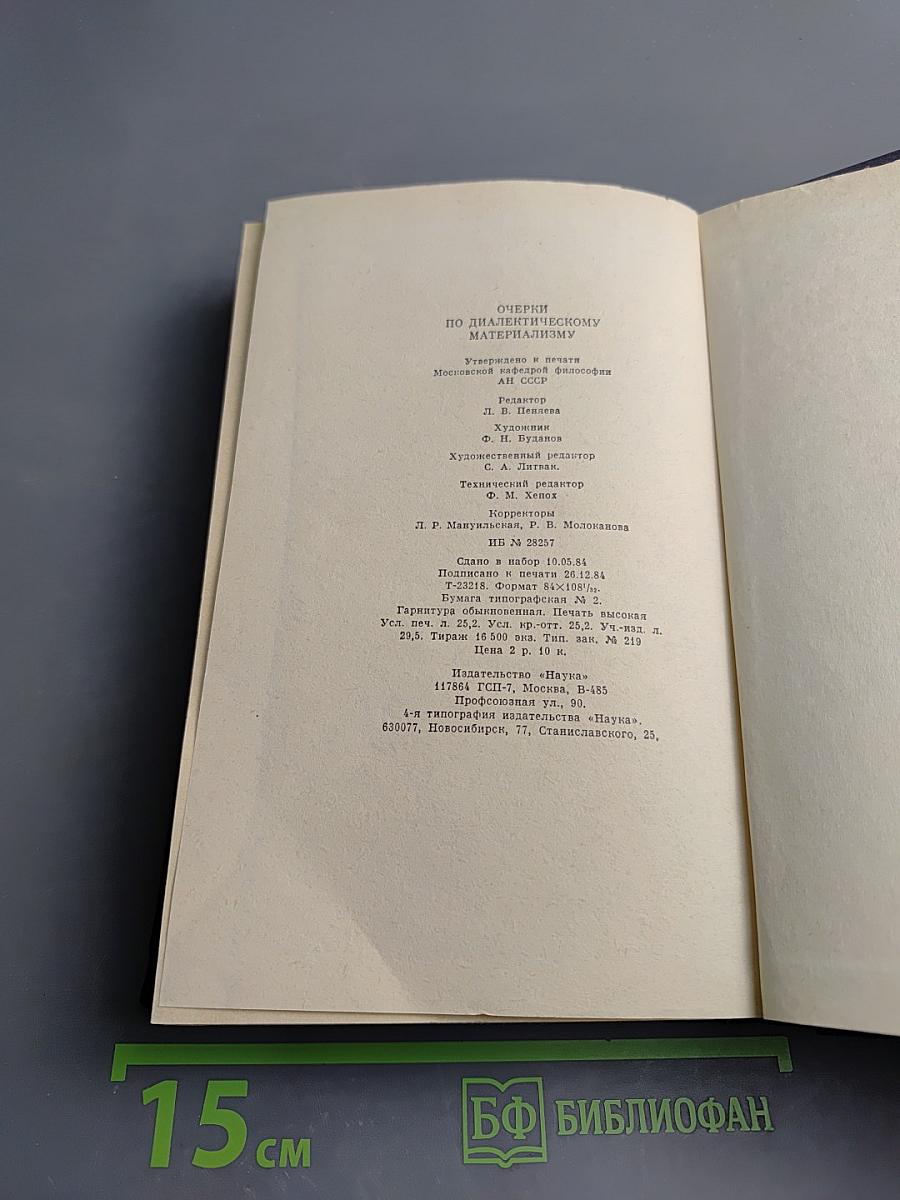 ОЧЕРКИ
ПО ДИАЛЕКТИЧЕСКОМУ
МАТЕРИАЛИЗМУ
Утверждено к печати
Московской кафедрой философии
АН СССР
Редактор
Л. В. Пеняева
Художник
Ф. Н. Буданов
Художественный редактор
С. А. Литвак.
Технический редактор
Ф. М. Хенох
Корректоры
Л. Р. Мануильская, Р. В. Молоканова
ИБ № 28257
Сдано в набор 10.05.84
Подписано к печати 26.12.84
Т-23218. Формат 84×108¹/₃₂.
Бумага типографская № 2.
Гарнитура обыкновенная. Печать высокая
Усл. печ. л. 25,2. Усл. кр.-отт. 25,2. Уч.-изд. л.
29,5. Тираж 16 500 экз. Тип. зак. № 219
Цена 2 р. 10 к.
Издательство «Наука»
117864 ГСП-7, Москва, В-485
Профсоюзная ул., 90.
4-я типография издательства «Наука».
630077, Новосибирск, 77, Станиславского, 25,
15 см
БФ БИБЛИОФАН